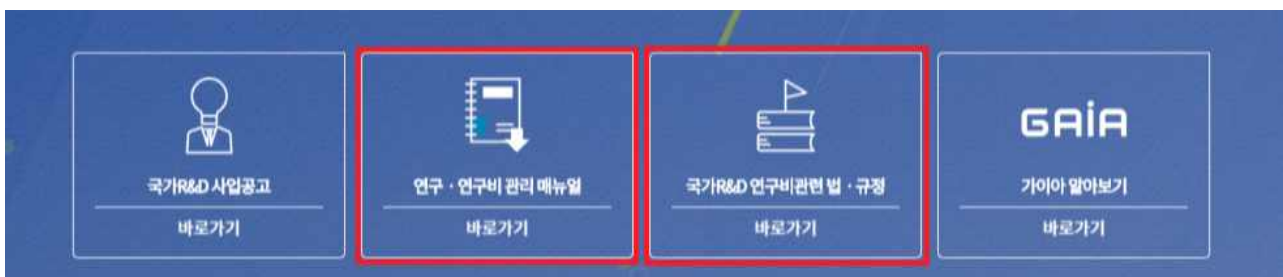 국가R&D 사업공고
바로가기
연구 · 연구비 관리 매뉴얼
바로가기
국가R&D 연구비관련 법 · 규정
바로가기
GAiA
가이아 알아보기
바로가기